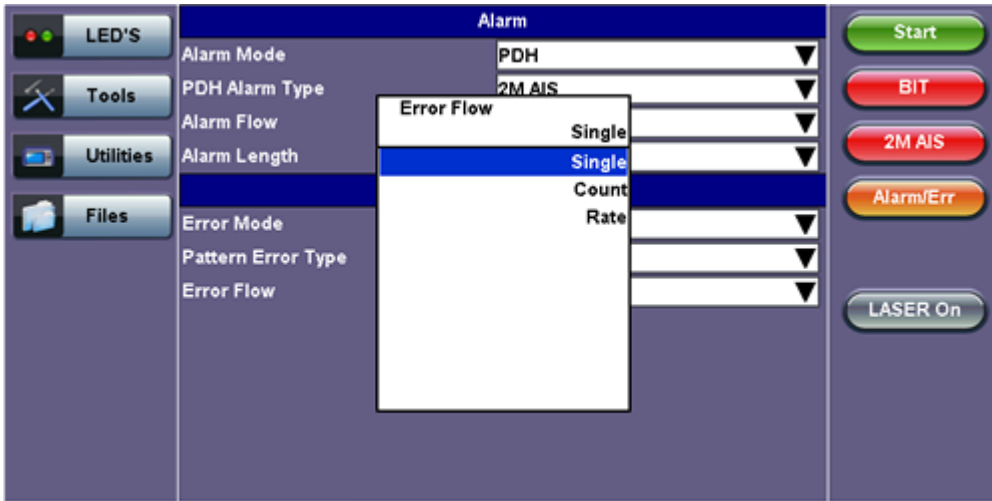 LED'S
Tools
Utilities
Files
Alarm
Alarm Mode PDH
PDH Alarm Type 2M AIS
Alarm Flow
Alarm Length
Error Mode
Pattern Error Type
Error Flow
Error Flow
Single
Single
Count
Rate
Start
BIT
2M AIS
Alarm/Err
LASER On